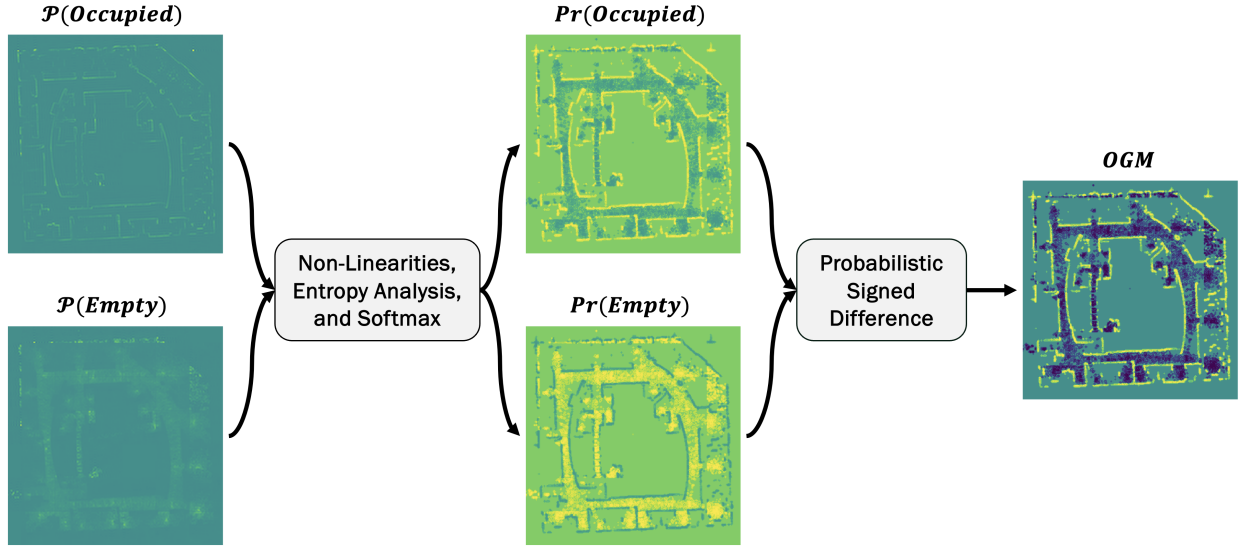 𝒫(Occupied)
Pr(Occupied)
OGM
Non-Linearities,
Entropy Analysis,
and Softmax
Probabilistic
Signed
Difference
𝒫(Empty)
Pr(Empty)